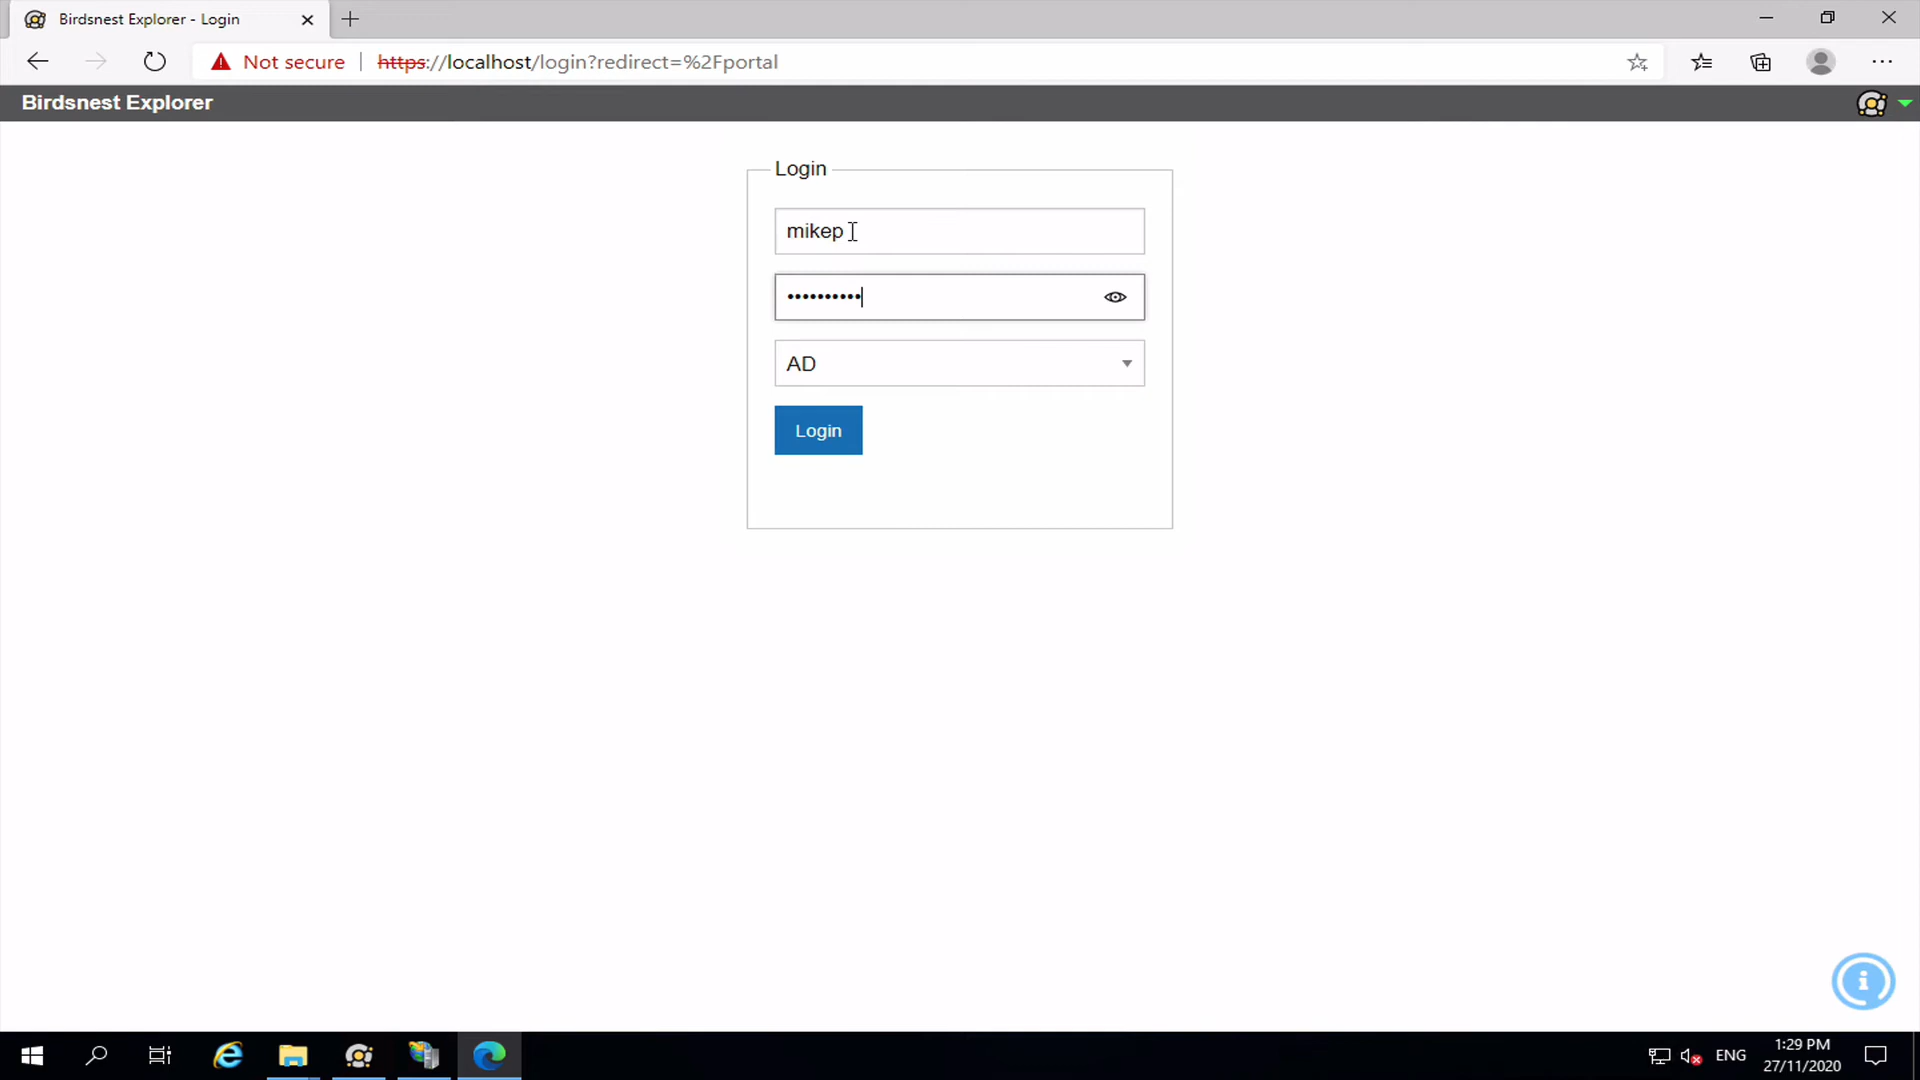 Birdsnest Explorer - Login
Not secure https://localhost/login?redirect=%2Fportal
Birdsnest Explorer
Login
mikep
••••••••••
AD
Login
ENG
1:29 PM
27/11/2020